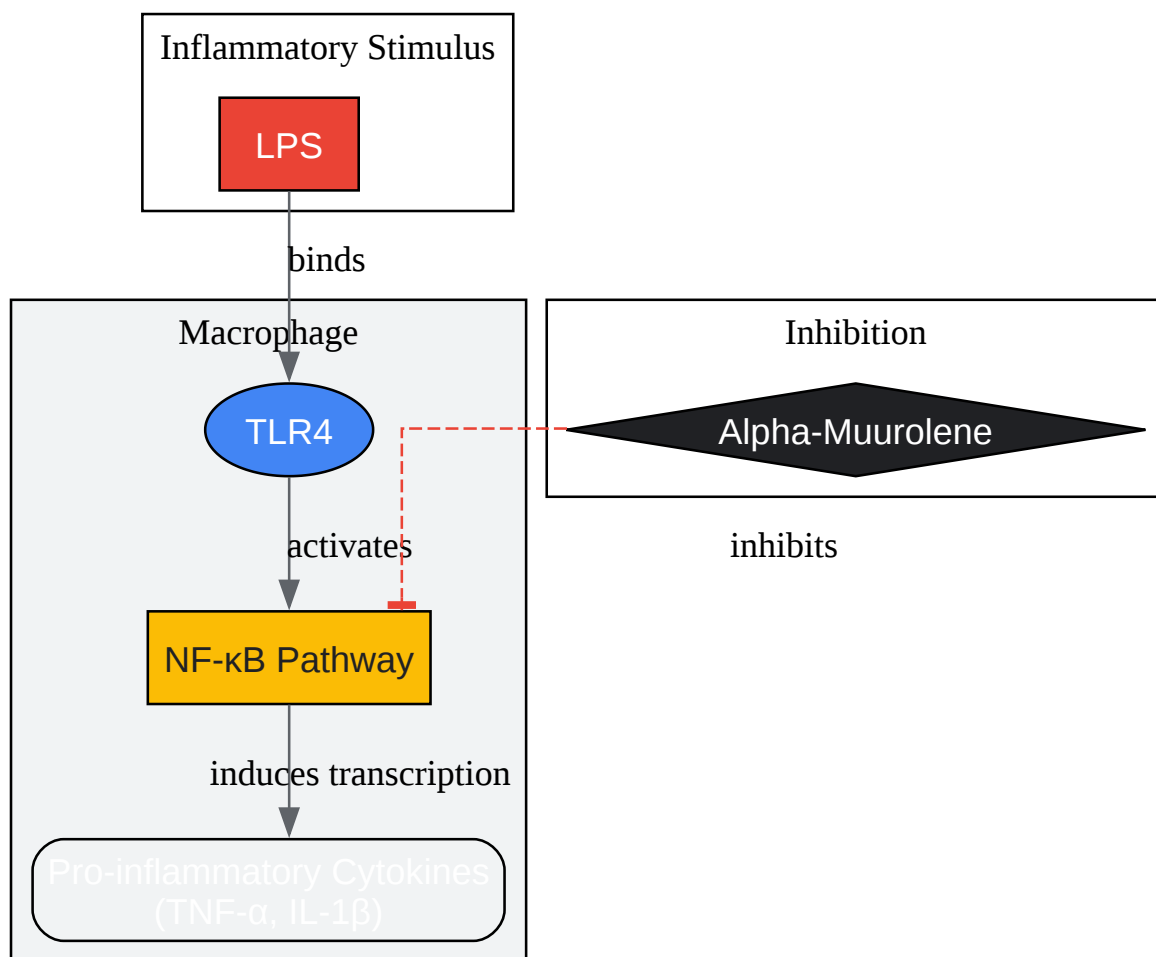 Inflammatory Stimulus
LPS
binds
Macrophage
Inhibition
TLR4
Alpha-Muurolene
activates
inhibits
NF-κB Pathway
induces transcription
Pro-inflammatory Cytokines
(TNF-α, IL-1β)